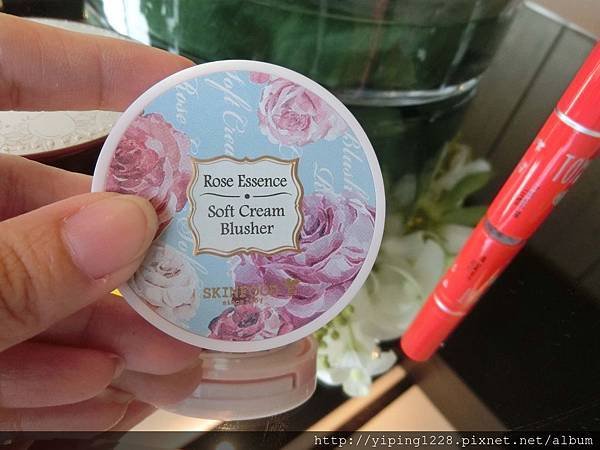 Rose Essence
Soft Cream
Blusher
SKINFOOD
http://yiping1228.pixnet.net/album